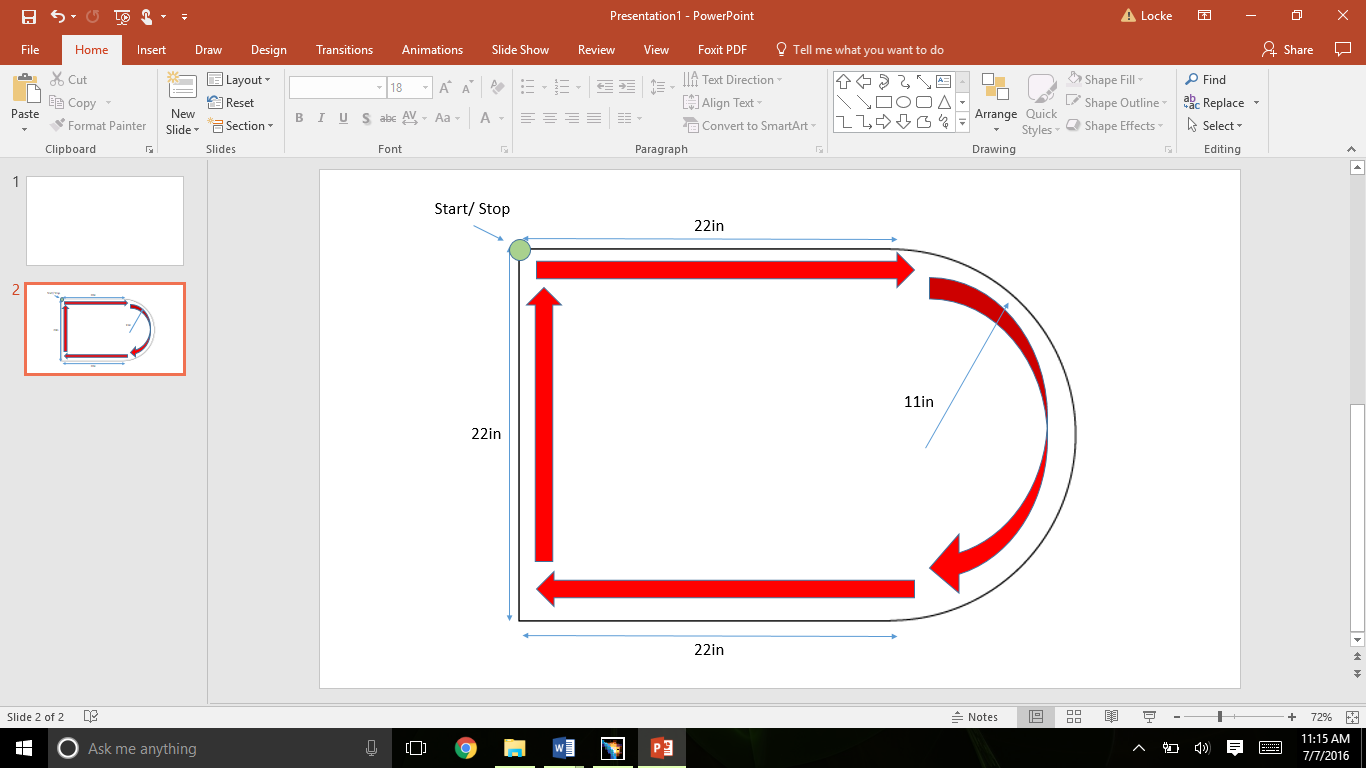 Presentation1 - PowerPoint
Locke
File Home Insert Draw Design Transitions Animations Slide Show Review View Foxit PDF Tell me what you want to do Share
Paste
Cut
Copy
Format Painter
Clipboard
New
Slide
Layout
Reset
Section
Slides
18
B I U S abc AV Aa A
Font
Text Direction
Align Text
Convert to SmartArt
Paragraph
Arrange
Quick
Styles
Shape Fill
Shape Outline
Shape Effects
Drawing
Find
Replace
Select
Editing
1
2
Start/ Stop
22in
11in
22in
22in
Slide 2 of 2
Notes
72%
Ask me anything
11:15 AM
7/7/2016